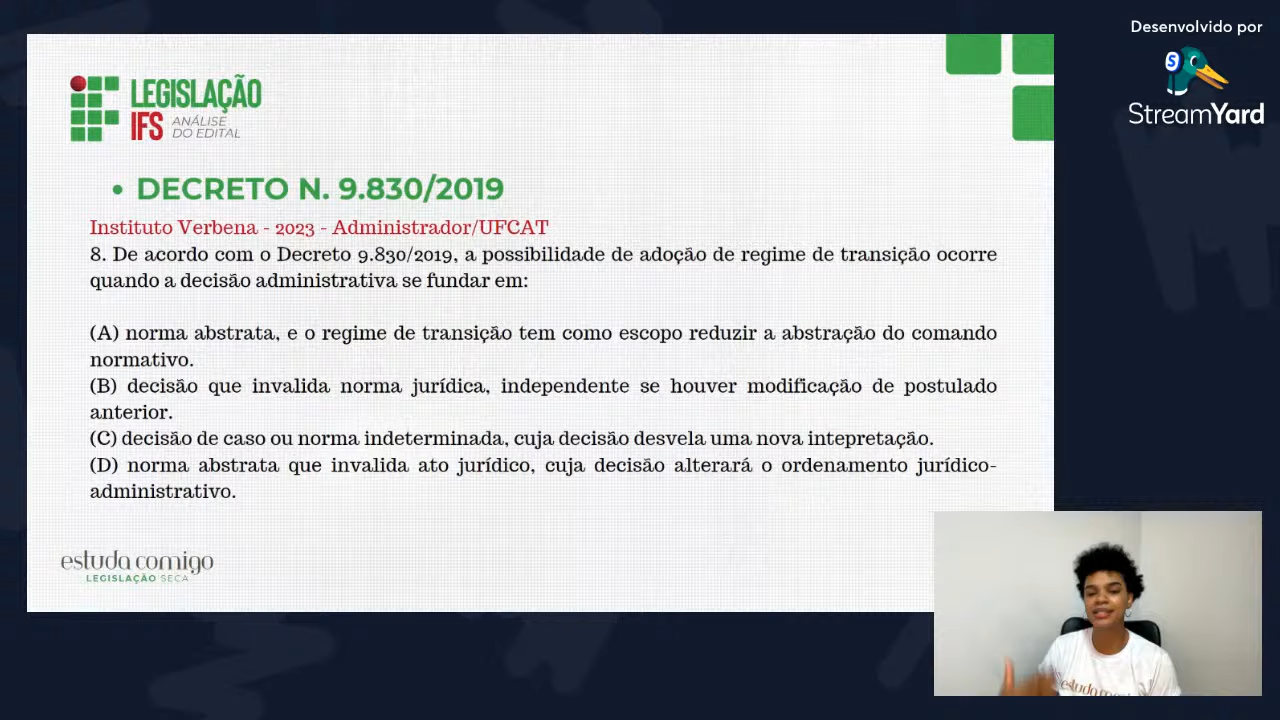 Desenvolvido por
StreamYard
LEGISLAÇÃO
IFS ANÁLISE
DO EDITAL
• DECRETO N. 9.830/2019
Instituto Verbena - 2023 - Administrador/UFCAT
8. De acordo com o Decreto 9.830/2019, a possibilidade de adoção de regime de transição ocorre
quando a decisão administrativa se fundar em:
(A) norma abstrata, e o regime de transição tem como escopo reduzir a abstração do comando
normativo.
(B) decisão que invalida norma jurídica, independente se houver modificação de postulado
anterior.
(C) decisão de caso ou norma indeterminada, cuja decisão desvela uma nova intepretação.
(D) norma abstrata que invalida ato jurídico, cuja decisão alterará o ordenamento jurídico-
administrativo.
estuda comigo
LEGISLAÇÃO SECA
estuda